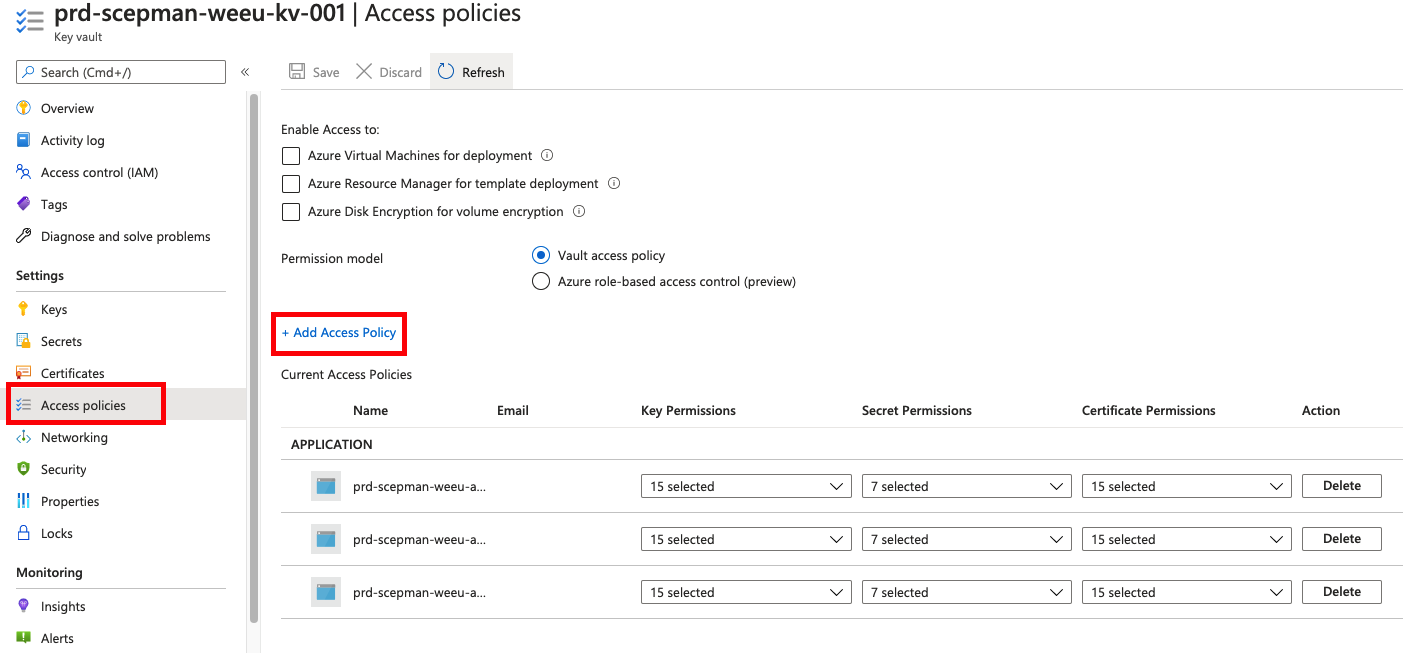 prd-scepman-weeu-kv-001 | Access policies
Key vault
Search (Cmd+/)
«
Save
Discard
Refresh
Overview
Activity log
Access control (IAM)
Tags
Diagnose and solve problems
Settings
Keys
Secrets
Certificates
Access policies
Networking
Security
Properties
Locks
Monitoring
Insights
Alerts
Enable Access to:
Azure Virtual Machines for deployment
Azure Resource Manager for template deployment
Azure Disk Encryption for volume encryption
Permission model
Vault access policy
Azure role-based access control (preview)
+ Add Access Policy
Current Access Policies
Name Email Key Permissions Secret Permissions Certificate Permissions Action
APPLICATION
prd-scepman-weeu-a... 15 selected 7 selected 15 selected Delete
prd-scepman-weeu-a... 15 selected 7 selected 15 selected Delete
prd-scepman-weeu-a... 15 selected 7 selected 15 selected Delete